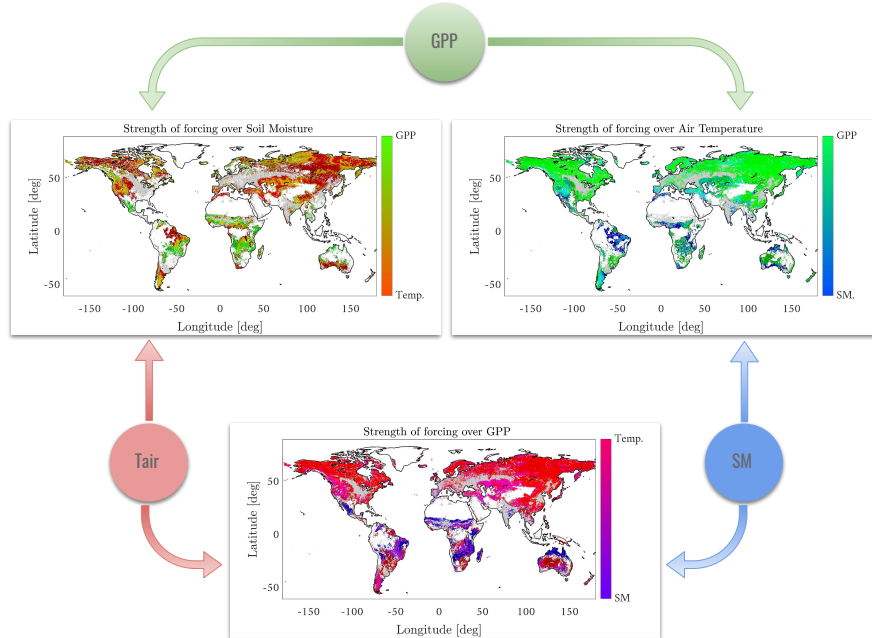 GPP
Strength of forcing over Soil Moisture
GPP
Temp.
50
0
-50
Latitude [deg]
-150 -100 -50 0 50 100 150
Longitude [deg]
Strength of forcing over Air Temperature
GPP
SM.
50
0
-50
Latitude [deg]
-150 -100 -50 0 50 100 150
Longitude [deg]
Tair
Strength of forcing over GPP
Temp.
SM
50
0
-50
Latitude [deg]
-150 -100 -50 0 50 100 150
Longitude [deg]
SM